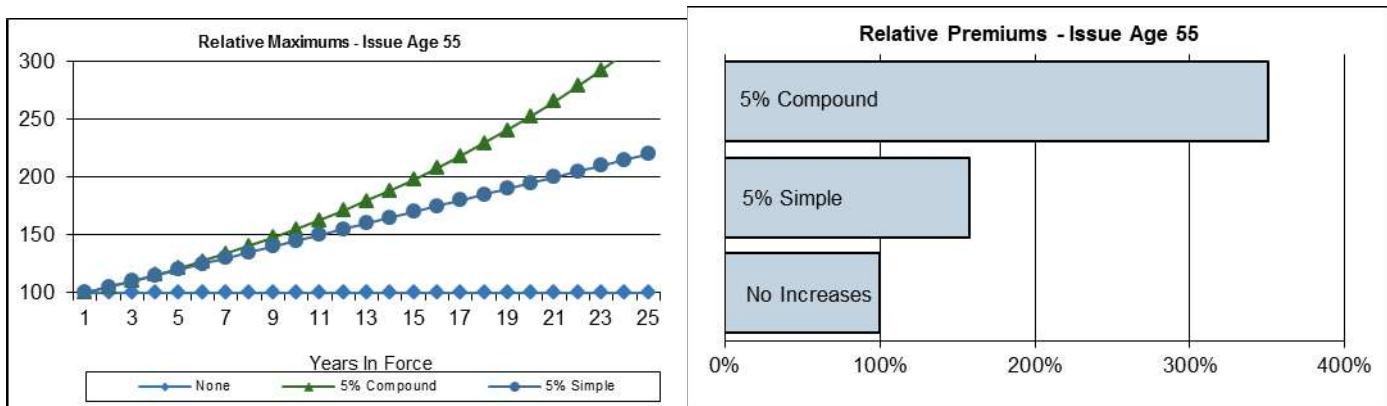 Relative Maximums - Issue Age 55
300
250
200
150
100
1 3 5 7 9 11 13 15 17 19 21 23 25
Years In Force
None 5% Compound 5% Simple
Relative Premiums - Issue Age 55
5% Compound
5% Simple
No Increases
0% 100% 200% 300% 400%